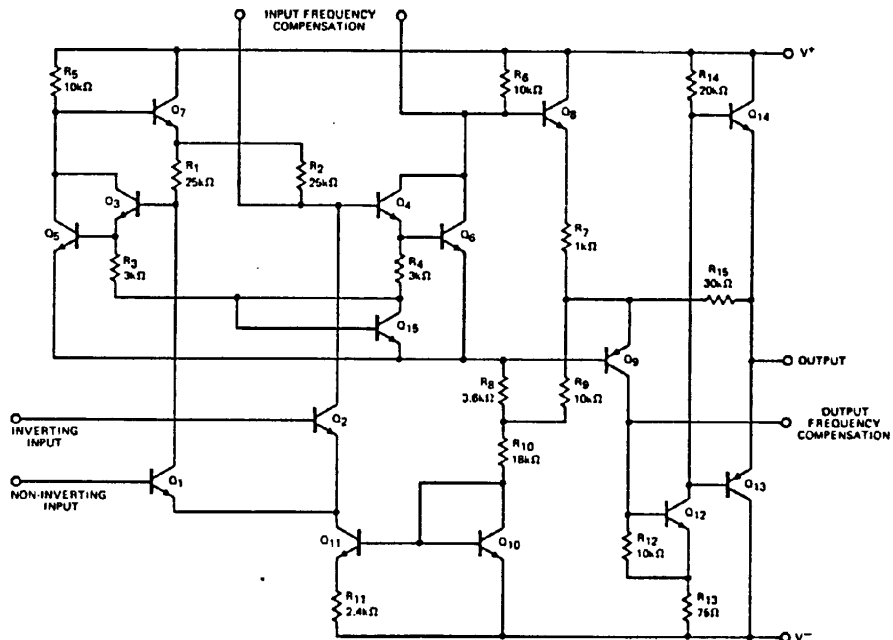 INPUT FREQUENCY
COMPENSATION
V+
R5
10kΩ
Q7
R6
10kΩ
Q8
R14
20kΩ
Q14
R1
25kΩ
R2
25kΩ
Q3
Q4
Q5
Q6
R3
3kΩ
R4
3kΩ
R7
1kΩ
R15
30kΩ
Q15
Q9
OUTPUT
R8
3.6kΩ
R9
10kΩ
OUTPUT
FREQUENCY
COMPENSATION
INVERTING
INPUT
Q2
R10
18kΩ
NON-INVERTING
INPUT
Q1
Q13
Q11
Q10
Q12
R12
10kΩ
R11
2.4kΩ
R13
75Ω
V−